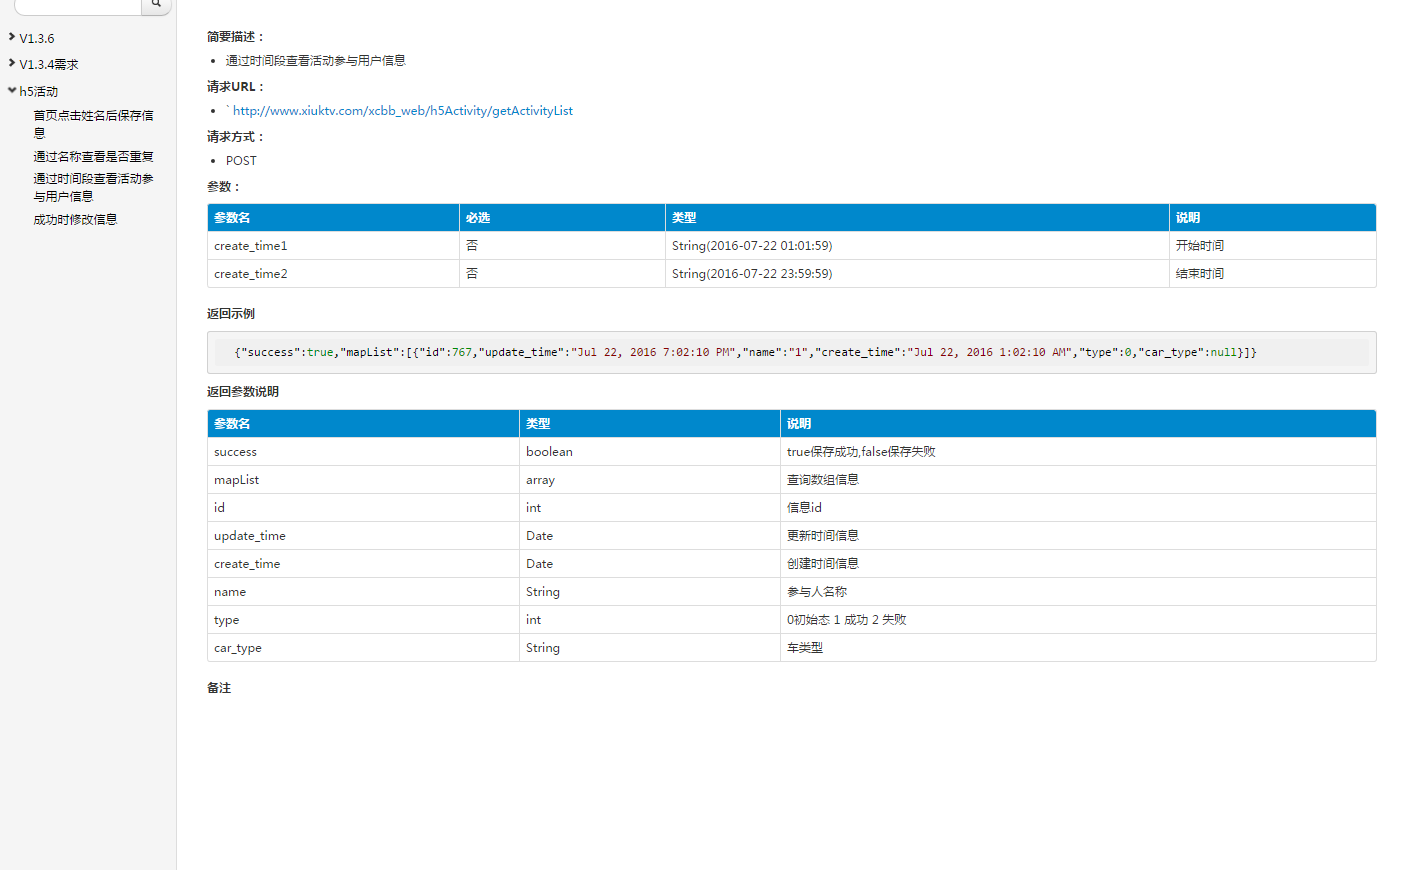 V1.3.6
V1.3.4需求
h5活动
首页点击姓名后保存信
息
通过名称查看是否重复
通过时间段查看活动参
与用户信息
成功时修改信息
简要描述：
• 通过时间段查看活动参与用户信息
请求URL：
• ` http://www.xiuktv.com/xcbb_web/h5Activity/getActivityList
请求方式：
• POST
参数：
参数名 必选 类型 说明
create_time1 否 String(2016-07-22 01:01:59) 开始时间
create_time2 否 String(2016-07-22 23:59:59) 结束时间
返回示例
{"success":true,"mapList":[{"id":767,"update_time":"Jul 22, 2016 7:02:10 PM","name":"1","create_time":"Jul 22, 2016 1:02:10 AM","type":0,"car_type":null}]}
返回参数说明
参数名 类型 说明
success boolean true保存成功,false保存失败
mapList array 查询数组信息
id int 信息id
update_time Date 更新时间信息
create_time Date 创建时间信息
name String 参与人名称
type int 0初始态 1 成功 2 失败
car_type String 车类型
备注